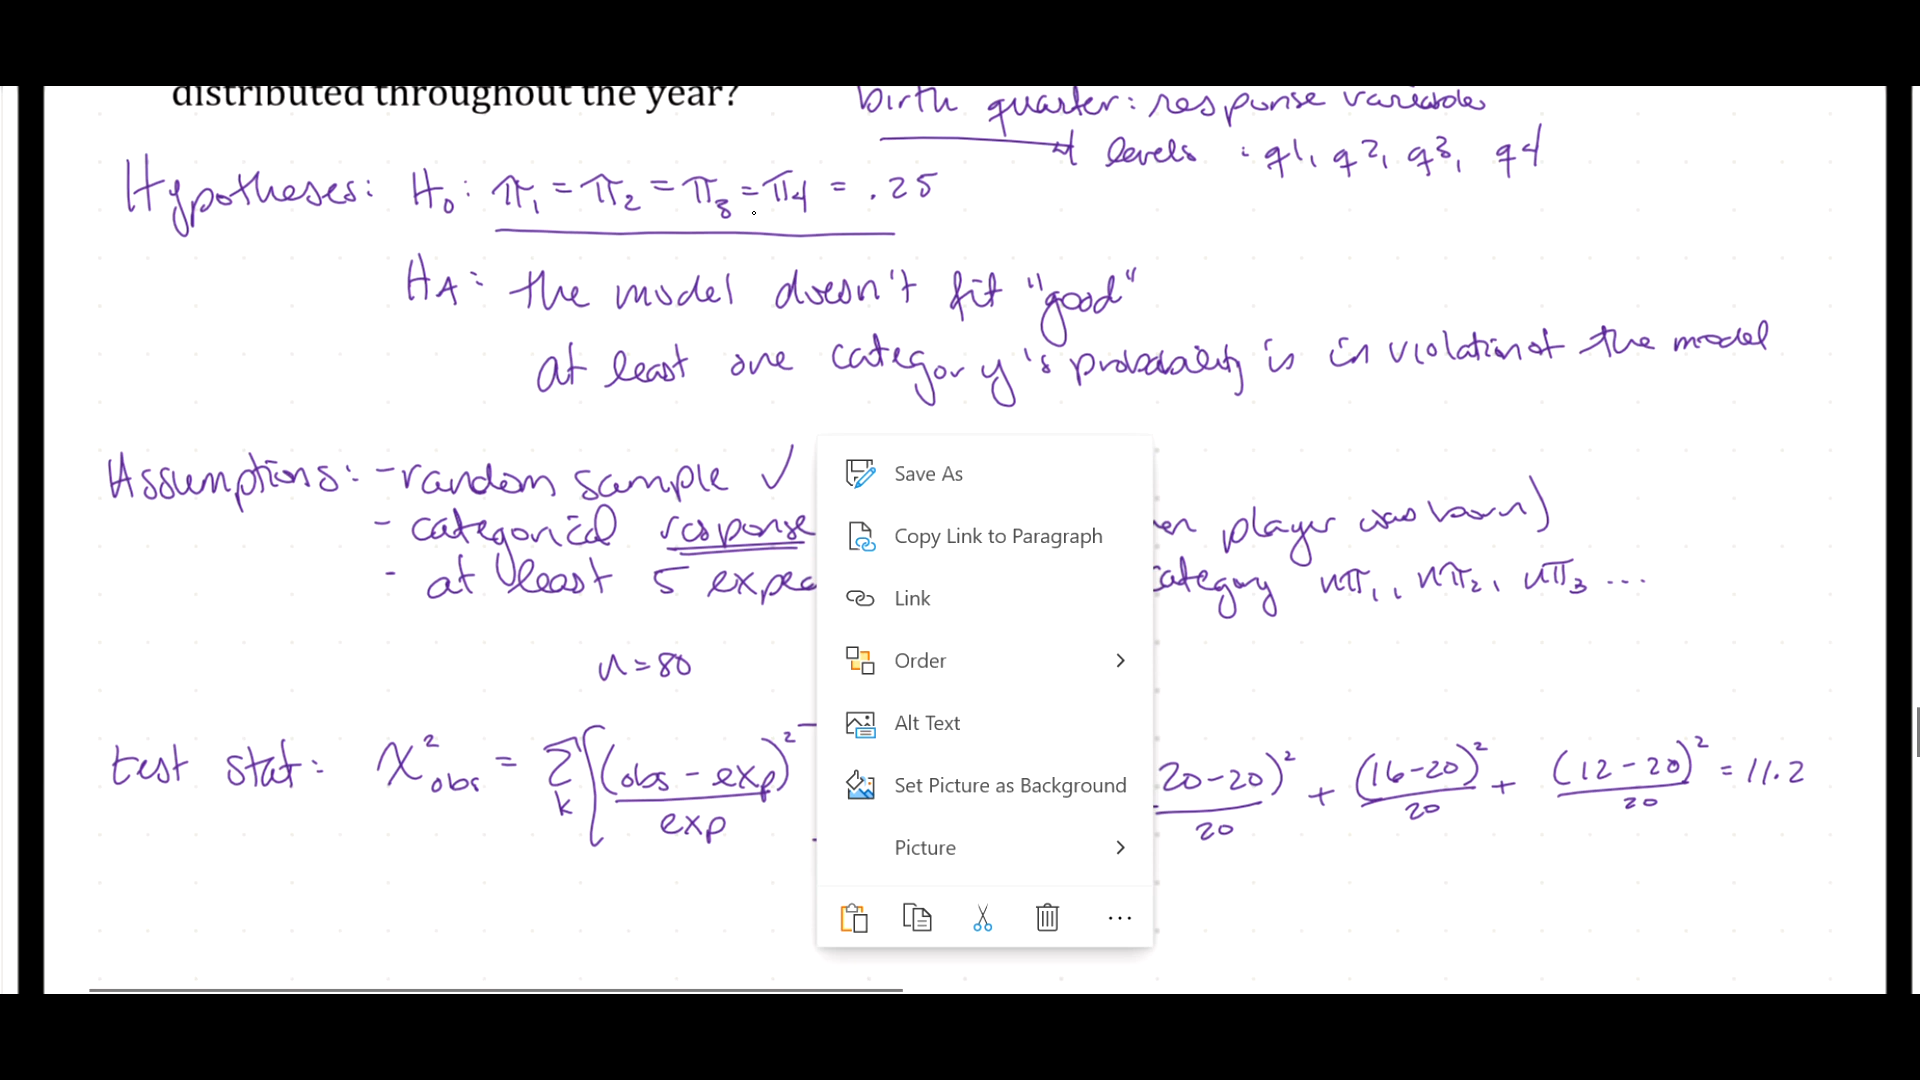 distributed throughout the year?
birth quarter: response variable
levels : q1, q2, q3, q4
Hypotheses: H₀: π₁ = π₂ = π₃ = π4 = .25
HA: the model doesn't fit "good"
at least one category's probability is in violation of the model
Assumptions: - random sample ✓
- categorical response player was born)
- at least 5 category nπ₁, nπ₂, nπ₃ ...
n = 80
test stat: χ²obs = Σk [(obs - exp)² / exp 20-20)²/20 + (16-20)²/20 + (12-20)²/20 = 11.2
Save As
Copy Link to Paragraph
Link
Order
Alt Text
Set Picture as Background
Picture